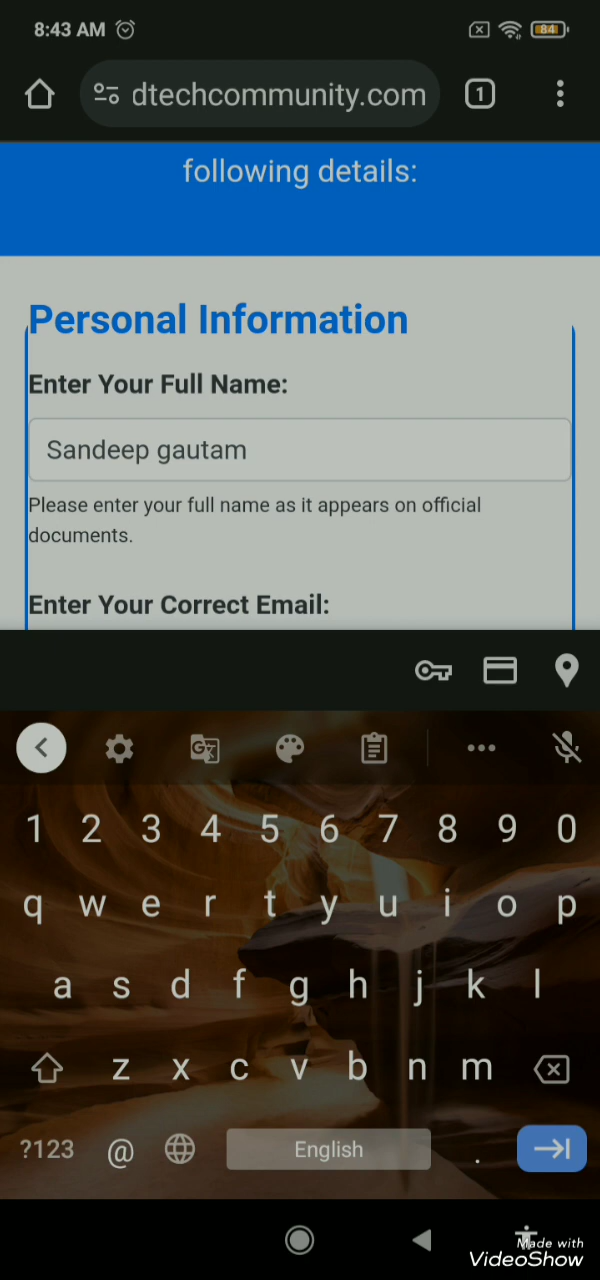 8:43 AM
84
dtechcommunity.com
1
following details:
Personal Information
Enter Your Full Name:
Sandeep gautam
Please enter your full name as it appears on official
documents.
Enter Your Correct Email:
1 2 3 4 5 6 7 8 9 0
q w e r t y u i o p
a s d f g h j k l
z x c v b n m
?123 @ English .
Made with
VideoShow